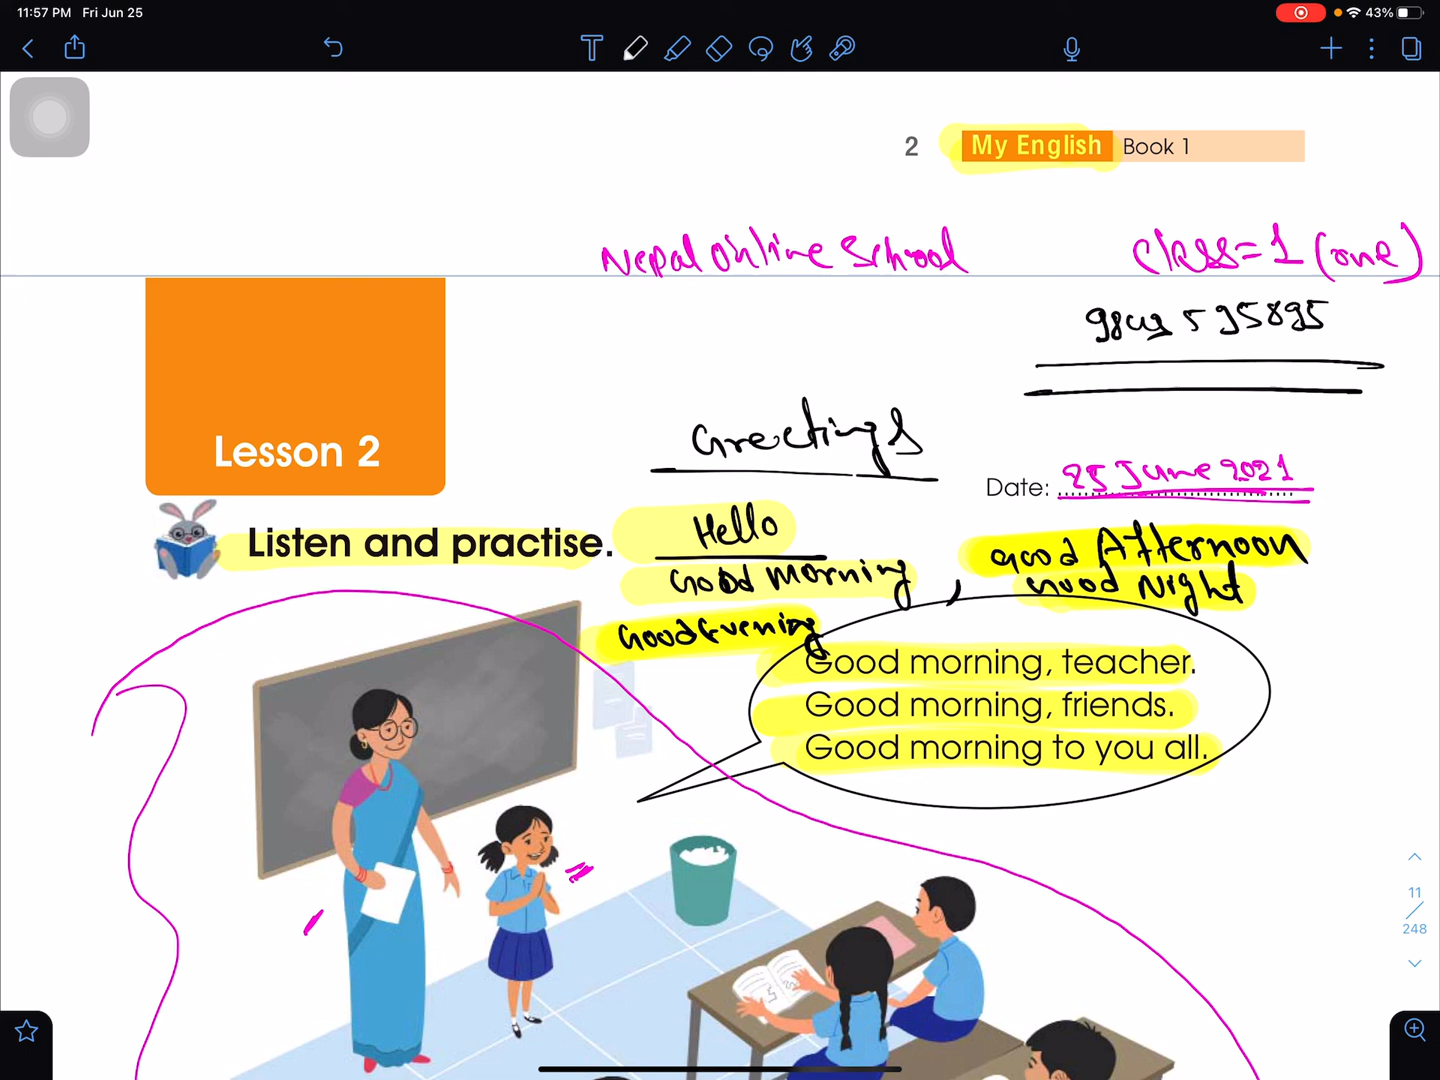 11:57 PM Fri Jun 25
43%
2 My English Book 1
Nepal Online School
Class=1 (one)
Lesson 2
Greetings
Date: 25 June 2021
Listen and practise.
Hello
Good Morning, Good Afternoon
Good Night
Good Evening
Good morning, teacher.
Good morning, friends.
Good morning to you all.
11
248